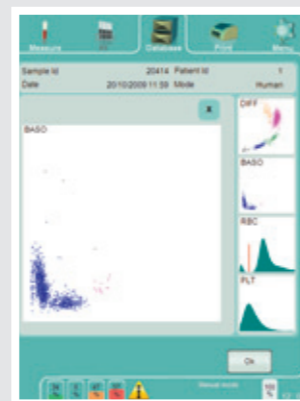 Measure Database Print Menu
Sample Id 20414 Patient Id 1
Date 20/10/2009 11:59 Mode Human
x
BASO
DIFF
BASO
RBC
PLT
Ok
Manual mode